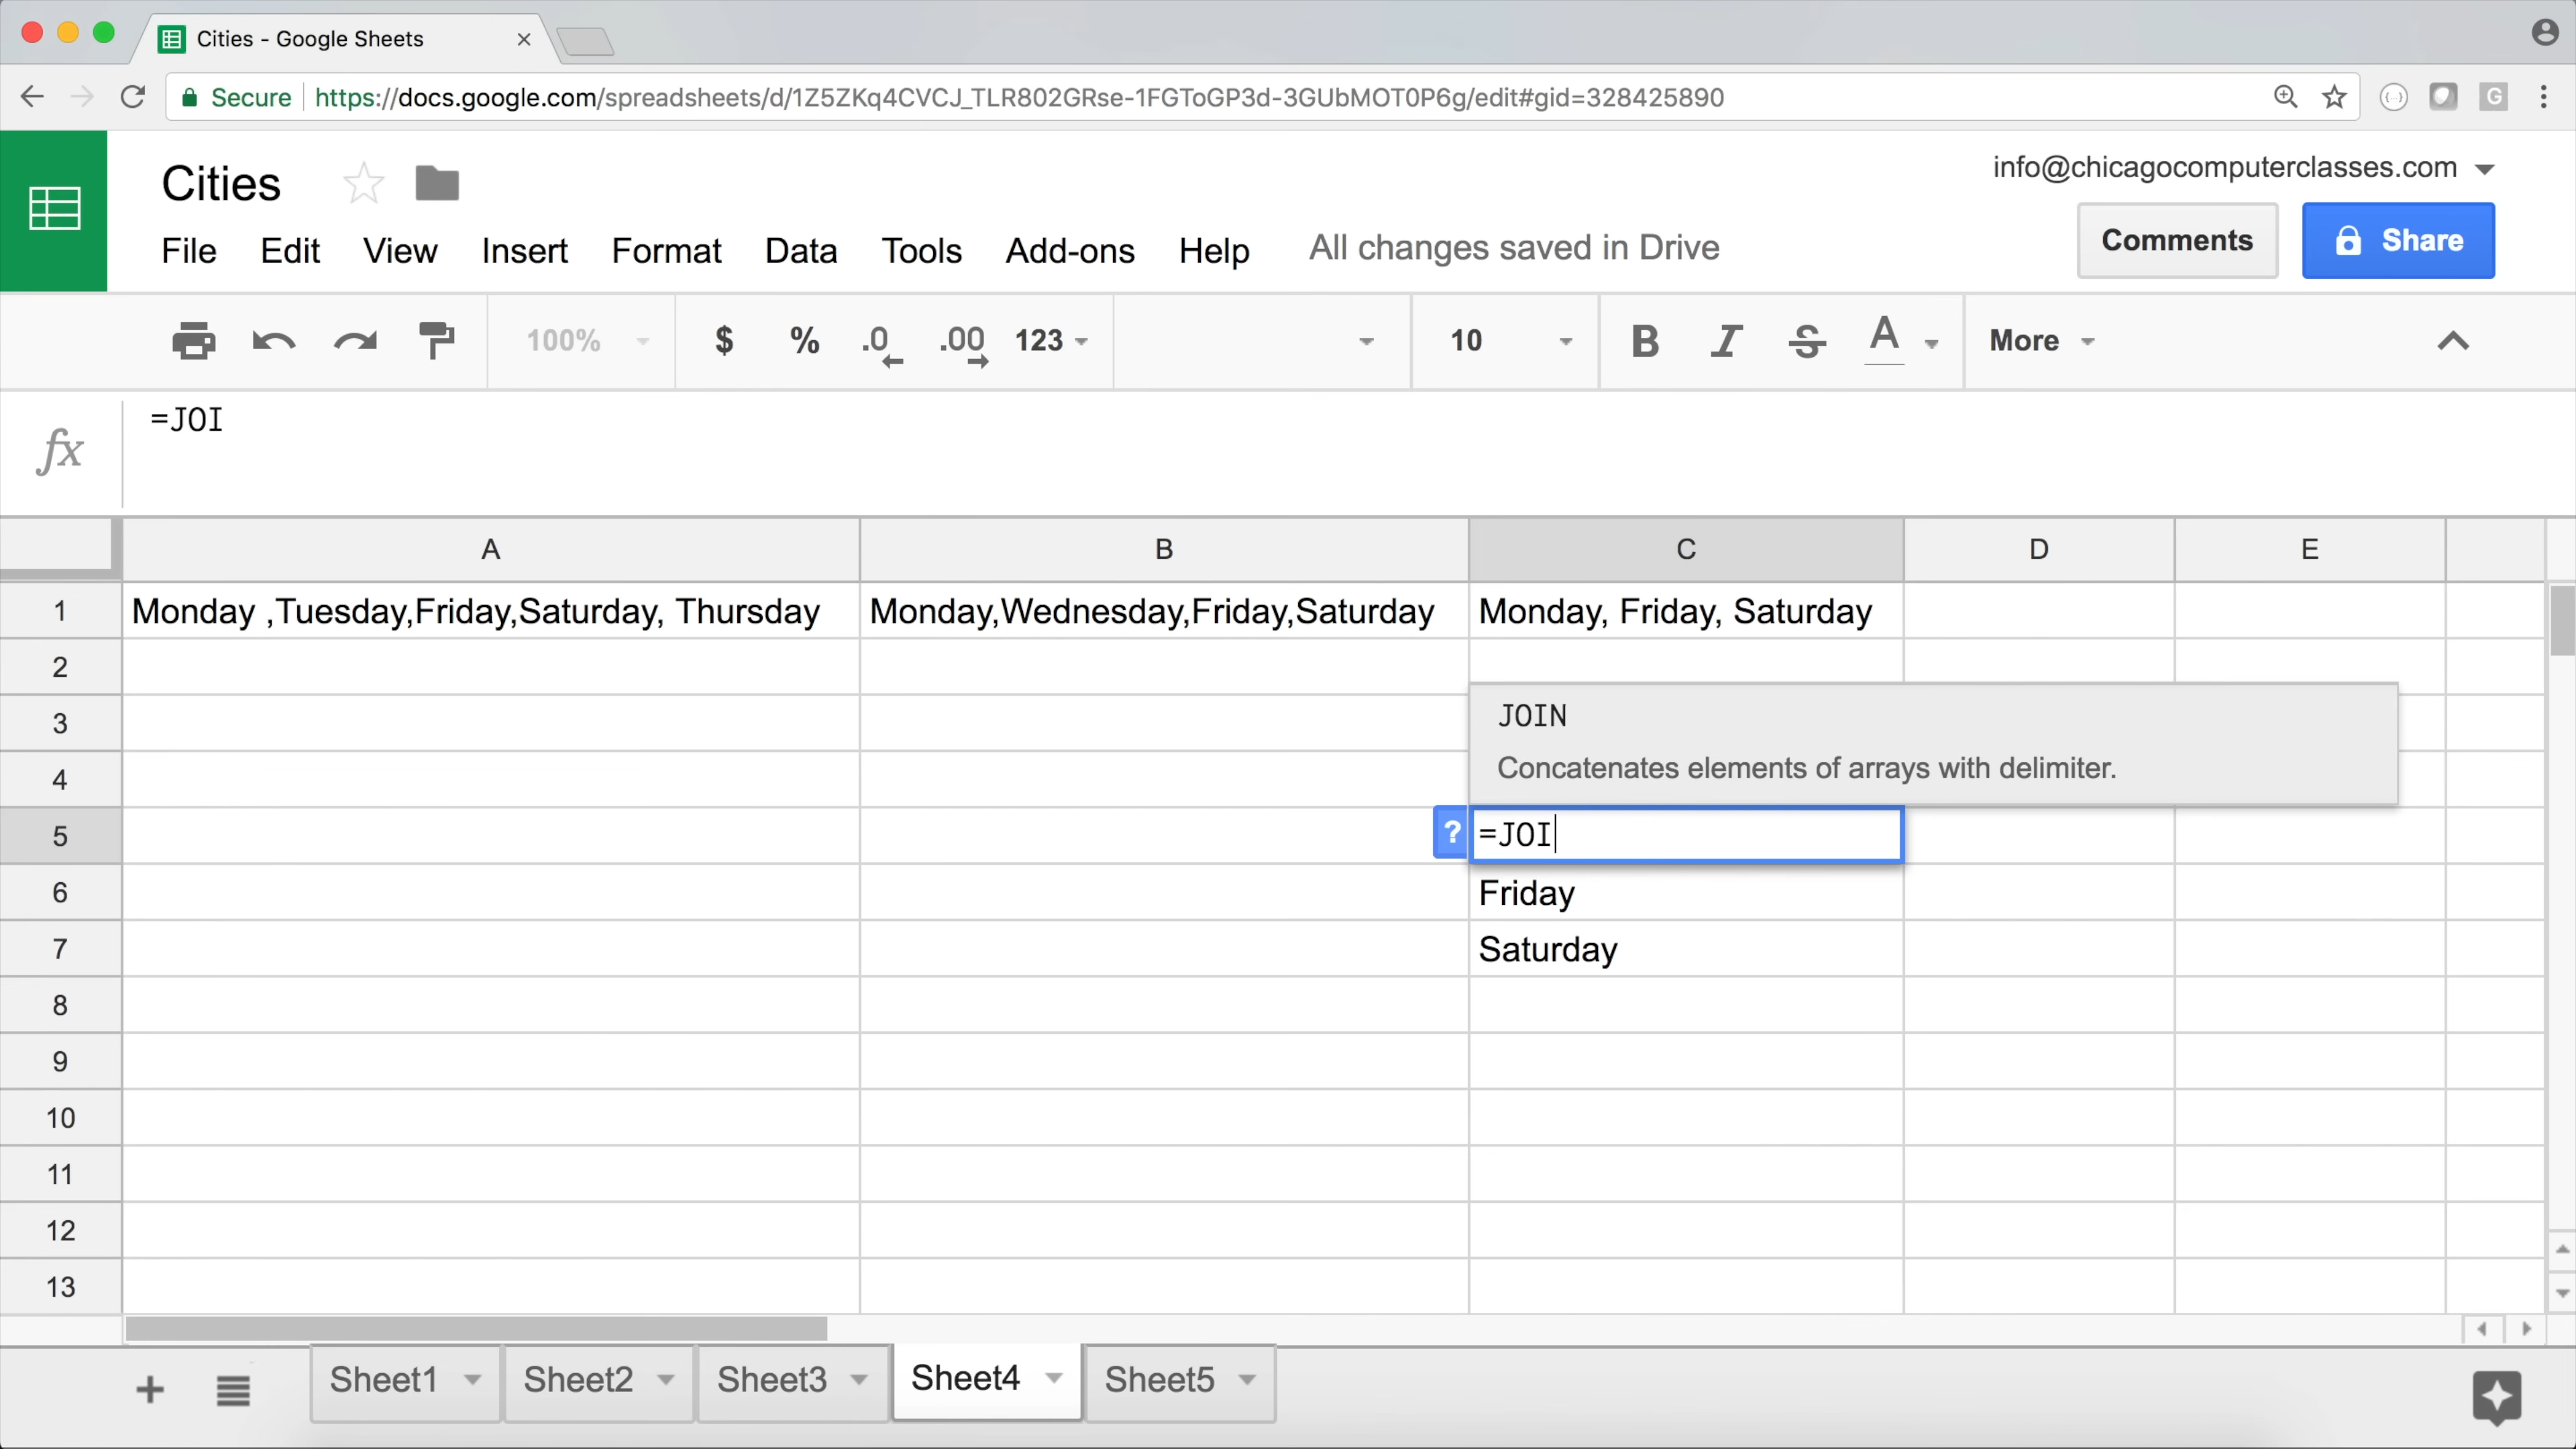 Cities - Google Sheets ×
Secure https://docs.google.com/spreadsheets/d/1Z5ZKq4CVCJ_TLR802GRse-1FGToGP3d-3GUbMOT0P6g/edit#gid=328425890 {...} G
Cities
info@chicagocomputerclasses.com
File Edit View Insert Format Data Tools Add-ons Help All changes saved in Drive
Comments Share
100% $ % .0 .00 123 10 B I S A More
fx =JOI
A B C D E
1 Monday ,Tuesday,Friday,Saturday, Thursday Monday,Wednesday,Friday,Saturday Monday, Friday, Saturday
2
3 JOIN
4 Concatenates elements of arrays with delimiter.
5 ? =JOI
6 Friday
7 Saturday
8
9
10
11
12
13
+ Sheet1 Sheet2 Sheet3 Sheet4 Sheet5